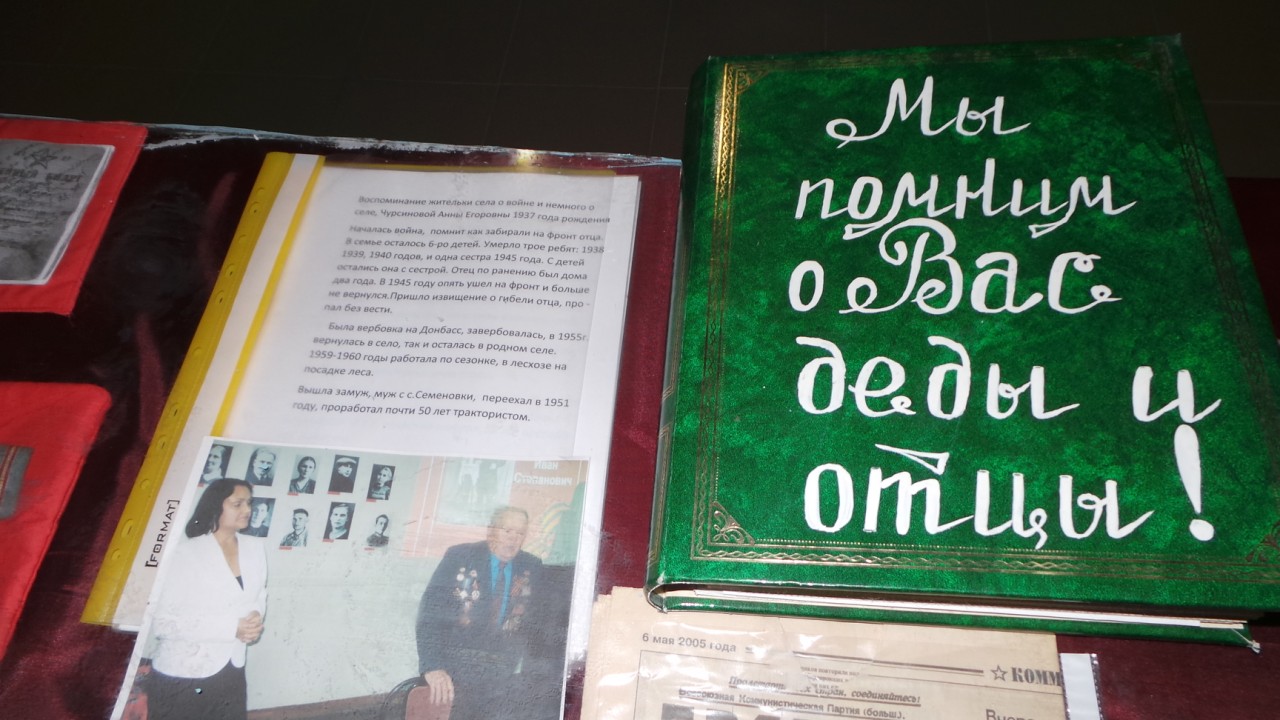 Воспоминание жительки села о войне и немного о
селе, Чурсиновой Анны Егоровны 1937 года рождения
Началась война, помнит как забирали на фронт отца.
В семье осталось 6-ро детей. Умерло трое ребят: 1938
1939, 1940 годов, и одна сестра 1945 года. С детей
остались она с сестрой. Отец по ранению был дома
два года. В 1945 году опять ушел на фронт и больше
не вернулся.Пришло извищение о гибели отца, про -
пал без вести.
Была вербовка на Донбасс, завербовалась, в 1955г
вернулась в село, так и осталась в родном селе.
1959-1960 годы работала по сезонке, в лесхозе на
посадке леса.
Вышла замуж, муж с с.Семеновки, переехал в 1951
году, проработал почти 50 лет трактористом.
[FORMAT]
Иван
Степанович
Мы
помним
о Вас
деды и
отцы!
6 мая 2005 года
☆КОММ
соединяйтесь!
Всесоюзная Коммунистическая Партия (больш).